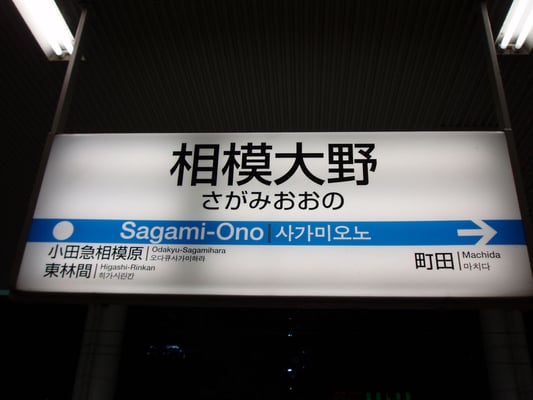 相模大野
さがみおおの
Sagami-Ono 사가미오노
小田急相模原 Odakyu-Sagamihara 오다큐사가미하라
東林間 Higashi-Rinkan 히가시린칸
町田 Machida 마치다